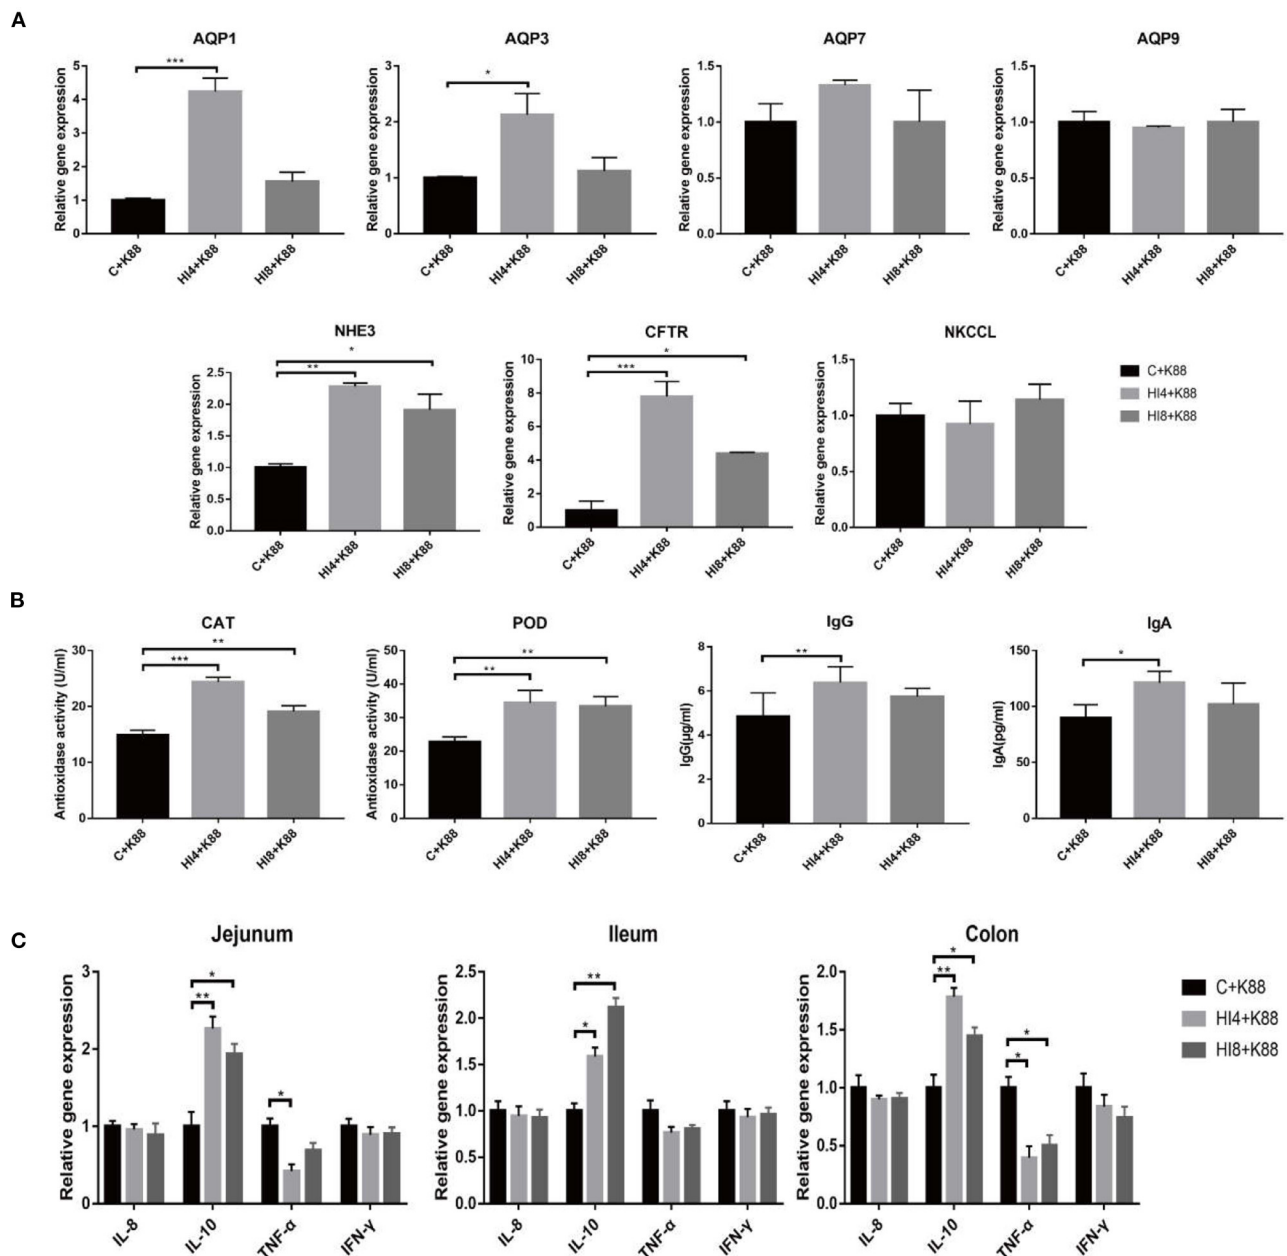 A
AQP1
AQP3
AQP7
AQP9
Relative gene expression
5
4
3
2
1
0
***
C+K88
HI4+K88
HI8+K88
Relative gene expression
3
2
1
0
*
C+K88
HI4+K88
HI8+K88
Relative gene expression
1.5
1.0
0.5
0.0
C+K88
HI4+K88
HI8+K88
Relative gene expression
1.5
1.0
0.5
0.0
C+K88
HI4+K88
HI8+K88
NHE3
CFTR
NKCCL
Relative gene expression
2.5
2.0
1.5
1.0
0.5
0.0
*
**
C+K88
HI4+K88
HI8+K88
Relative gene expression
10
8
6
4
2
0
*
***
C+K88
HI4+K88
HI8+K88
Relative gene expression
1.5
1.0
0.5
0.0
C+K88
HI4+K88
HI8+K88
C+K88
HI4+K88
HI8+K88
B
CAT
POD
IgG
IgA
Antioxidase activity (U/ml)
30
20
10
0
**
***
C+K88
HI4+K88
HI8+K88
Antioxidase activity (U/ml)
50
40
30
20
10
0
**
**
C+K88
HI4+K88
HI8+K88
IgG(μg/ml)
8
6
4
2
0
**
C+K88
HI4+K88
HI4+K88
IgA(pg/ml)
150
100
50
0
*
C+K88
HI4+K88
HI8+K88
C
Jejunum
Ileum
Colon
Relative gene expression
3
2
1
0
*
**
*
IL-8
IL-10
TNF-α
IFN-γ
Relative gene expression
2.5
2.0
1.5
1.0
0.5
0.0
**
*
IL-8
IL-10
TNF-α
IFN-γ
Relative gene expression
2.0
1.5
1.0
0.5
0.0
*
**
*
*
IL-8
IL-10
TNF-α
IFN-γ
C+K88
HI4+K88
HI8+K88